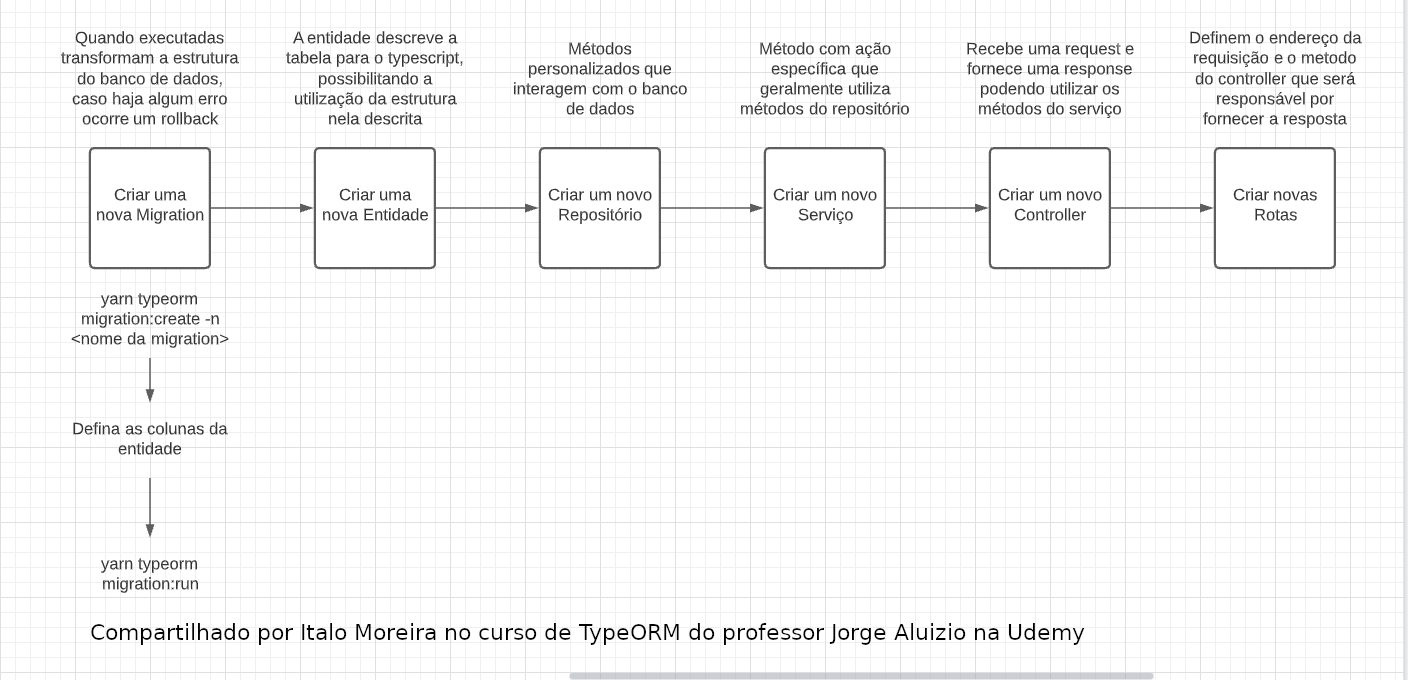 Quando executadas
transformam a estrutura
do banco de dados,
caso haja algum erro
ocorre um rollback
A entidade descreve a
tabela para o typescript,
possibilitando a
utilização da estrutura
nela descrita
Métodos
personalizados que
interagem com o banco
de dados
Método com ação
específica que
geralmente utiliza
métodos do repositório
Recebe uma request e
fornece uma response
podendo utilizar os
métodos do serviço
Definem o endereço da
requisição e o metodo
do controller que será
responsável por
fornecer a resposta
Criar uma
nova Migration
Criar uma
nova Entidade
Criar um novo
Repositório
Criar um novo
Serviço
Criar um novo
Controller
Criar novas
Rotas
yarn typeorm
migration:create -n
<nome da migration>
Defina as colunas da
entidade
yarn typeorm
migration:run
Compartilhado por Italo Moreira no curso de TypeORM do professor Jorge Aluizio na Udemy